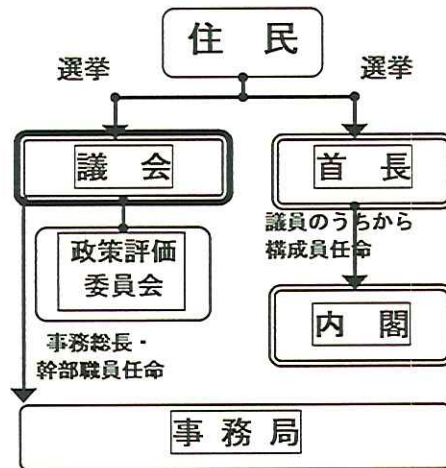 住 民
選挙
選挙
議 会
首 長
政策評価
委員会
議員のうちから
構成員任命
内 閣
事務総長・
幹部職員任命
事 務 局